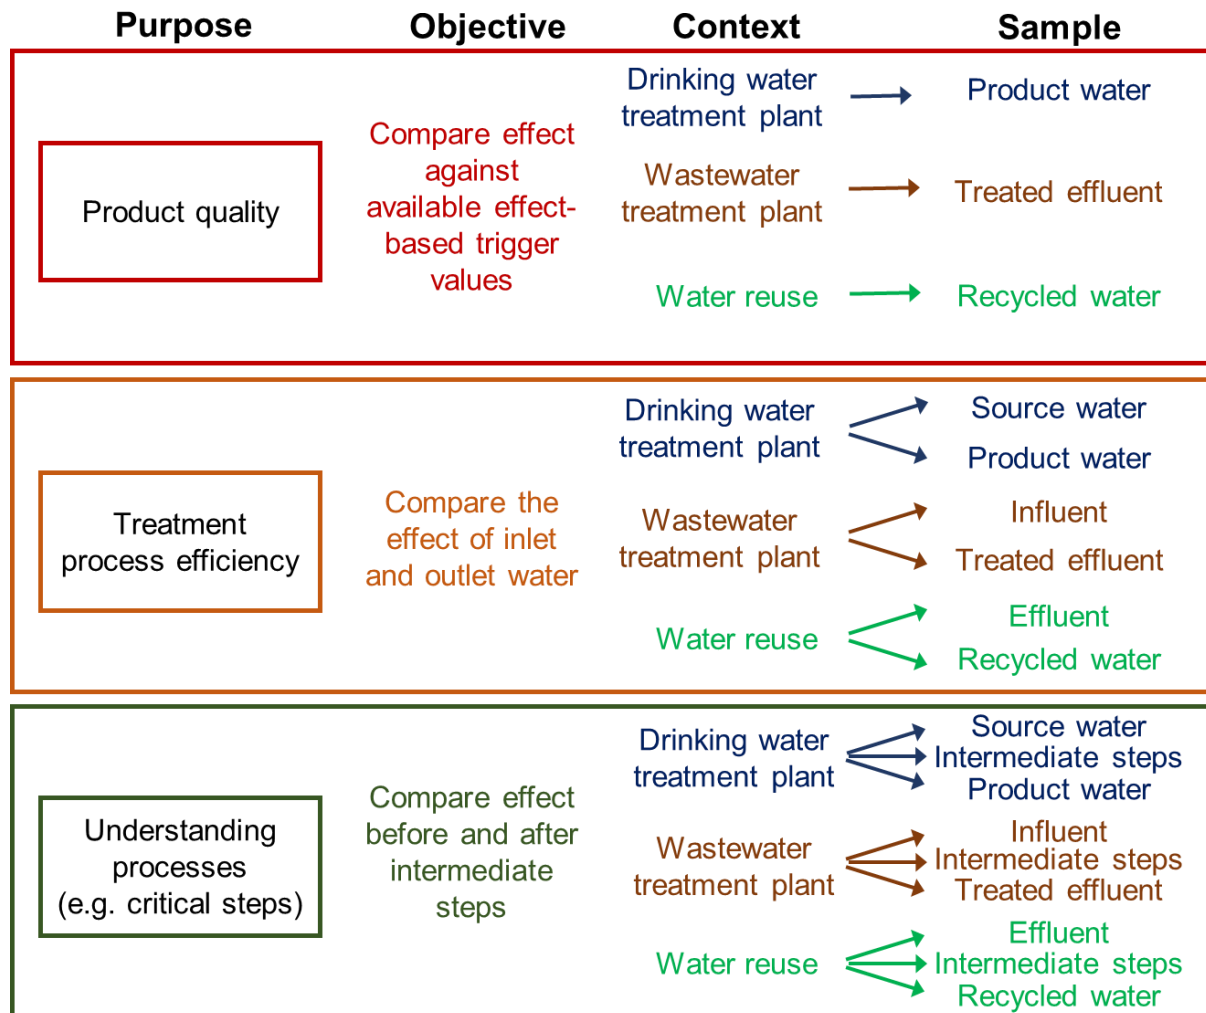 Purpose
Objective
Context
Sample
Product quality
Compare effect
against
available effect-
based trigger
values
Drinking water
treatment plant
Product water
Wastewater
treatment plant
Treated effluent
Water reuse
Recycled water
Treatment
process efficiency
Compare the
effect of inlet
and outlet water
Drinking water
treatment plant
Source water
Product water
Wastewater
treatment plant
Influent
Treated effluent
Water reuse
Effluent
Recycled water
Understanding
processes
(e.g. critical steps)
Compare effect
before and after
intermediate
steps
Drinking water
treatment plant
Source water
Intermediate steps
Product water
Wastewater
treatment plant
Influent
Intermediate steps
Treated effluent
Water reuse
Effluent
Intermediate steps
Recycled water